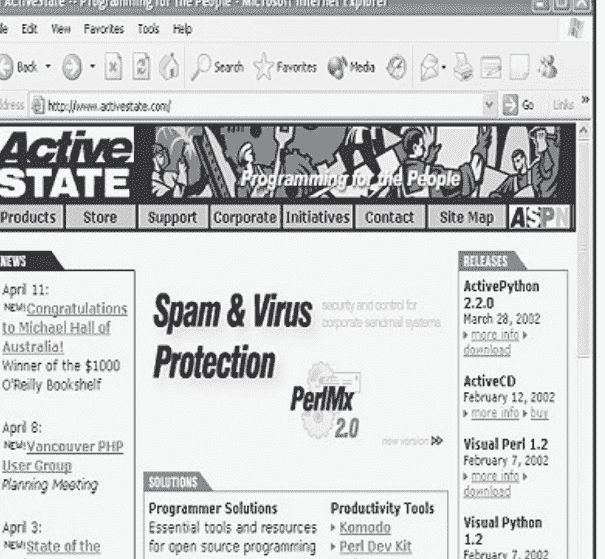 ActiveState -- Programming for The People - Microsoft Internet Explorer
Edit View Favorites Tools Help
Back Search Favorites Media
http://www.activestate.com/ Go Links »
Active
STATE
Programming for the People
Products Store Support Corporate Initiatives Contact Site Map ASPN
NEWS
April 11:
NEW! Congratulations
to Michael Hall of
Australia!
Winner of the $1000
O'Reilly Bookshelf
April 8:
NEW! Vancouver PHP
User Group
Planning Meeting
April 3:
NEW! State of the
Spam & Virus
Protection
security and control for
corporate sendmail systems
PerlMx
2.0
new version
SOLUTIONS
Programmer Solutions
Essential tools and resources
for open source programming
Productivity Tools
Komodo
Perl Dev Kit
RELEASES
ActivePython
2.2.0
March 28, 2002
more info
download
ActiveCD
February 12, 2002
more info buy
Visual Perl 1.2
February 7, 2002
more info
download
Visual Python
1.2
February 7, 2002